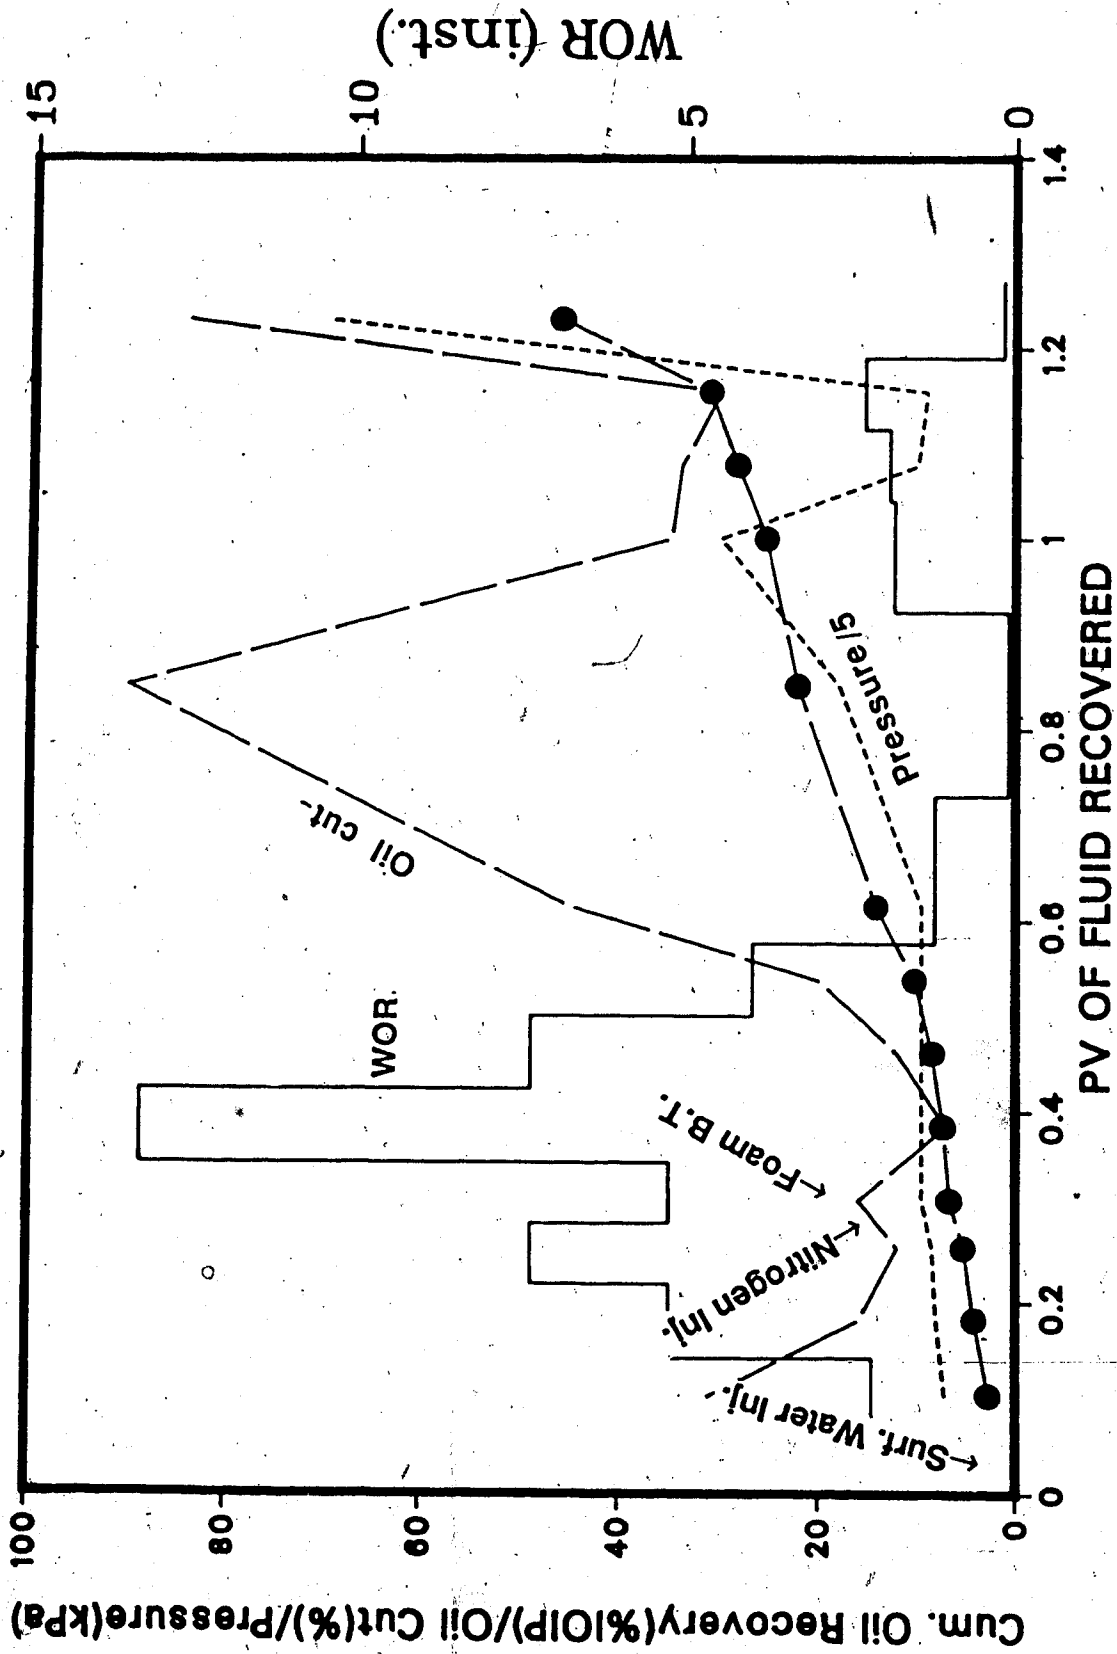 WOR (inst.)
15
10
5
0
Cum. Oil Recovery(%IOIP)/Oil Cut(%)/Pressure(kPa)
100
80
60
40
20
0
0
0.2
0.4
0.6
0.8
1
1.2
1.4
PV OF FLUID RECOVERED
WOR.
Oil cut
Pressure/5
←Foam B.T.
←Nitrogen Inj.
←Surf. Water Inj.